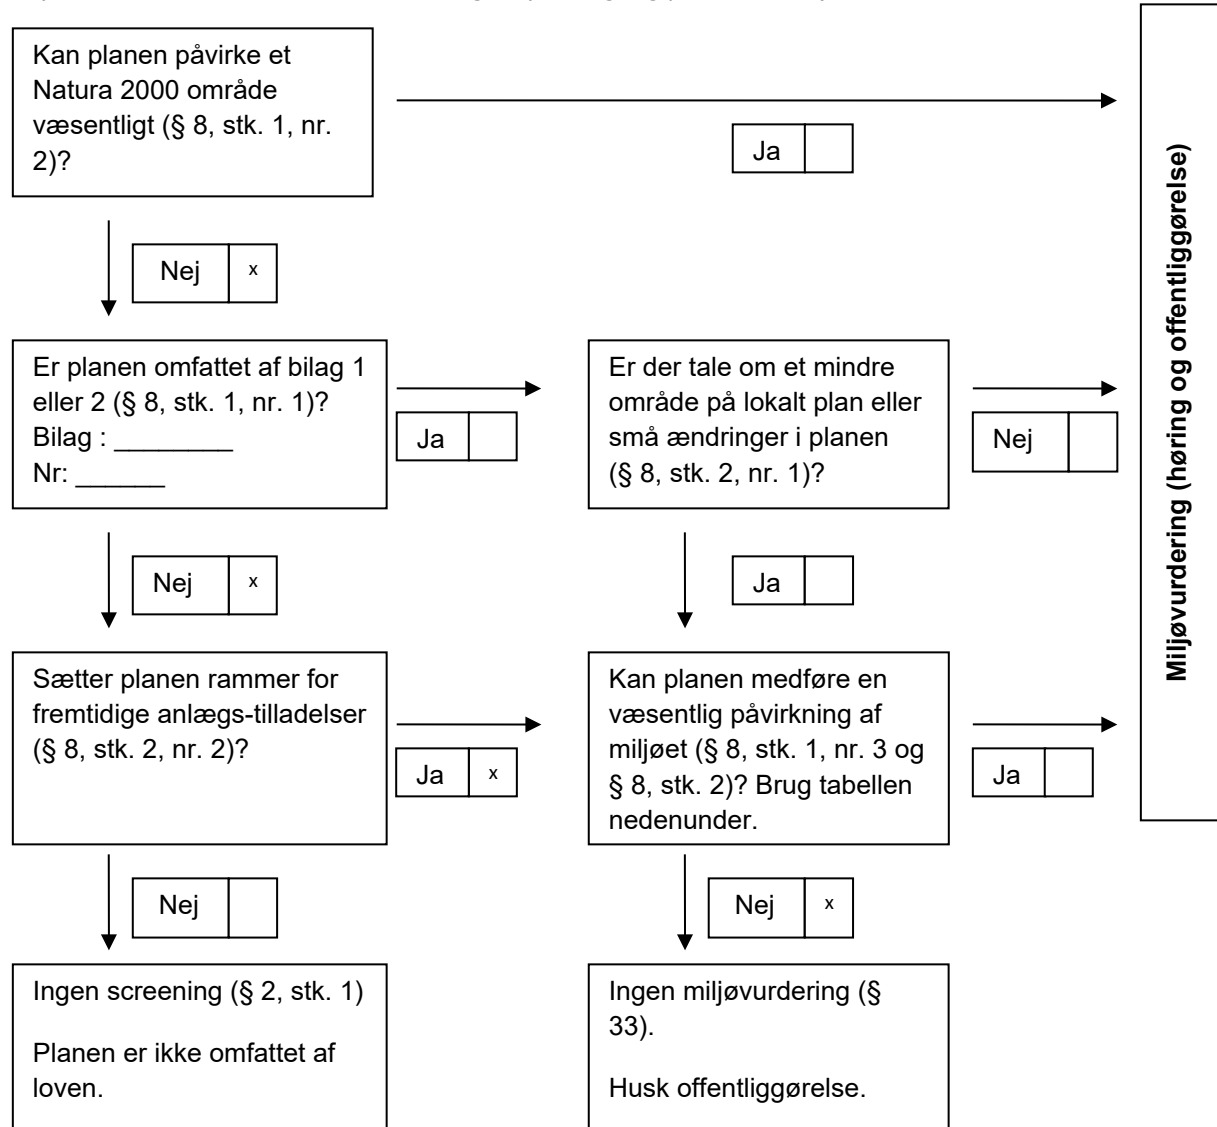 Kan planen påvirke et
Natura 2000 område
væsentligt (§ 8, stk. 1, nr.
2)?
Ja
Nej x
Er planen omfattet af bilag 1
eller 2 (§ 8, stk. 1, nr. 1)?
Bilag : ________
Nr: ______
Ja
Er der tale om et mindre
område på lokalt plan eller
små ændringer i planen
(§ 8, stk. 2, nr. 1)?
Nej
Nej x
Ja
Sætter planen rammer for
fremtidige anlægs-tilladelser
(§ 8, stk. 2, nr. 2)?
Ja x
Kan planen medføre en
væsentlig påvirkning af
miljøet (§ 8, stk. 1, nr. 3 og
§ 8, stk. 2)? Brug tabellen
nedenunder.
Ja
Nej
Nej x
Ingen screening (§ 2, stk. 1)
Planen er ikke omfattet af
loven.
Ingen miljøvurdering (§
33).
Husk offentliggørelse.
Miljøvurdering (høring og offentliggørelse)